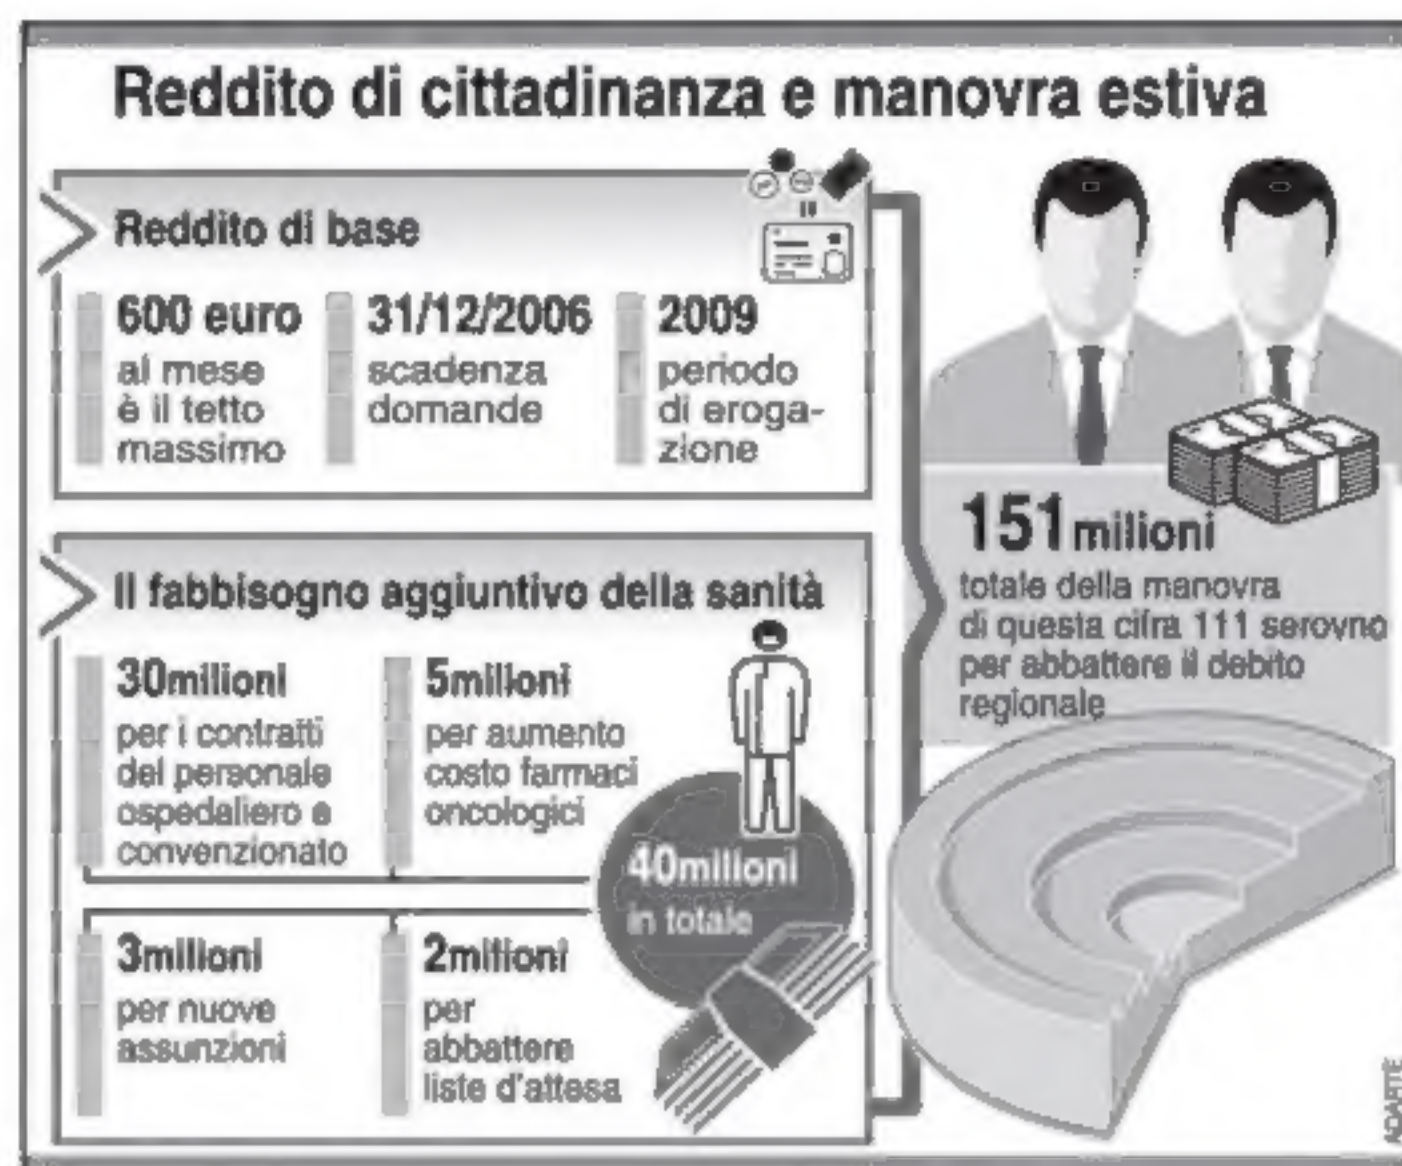 Reddito di cittadinanza e manovra estiva
Reddito di base
600 euro
al mese
è il tetto
massimo
31/12/2006
scadenza
domande
2009
periodo
di eroga-
zione
Il fabbisogno aggiuntivo della sanità
30milioni
per i contratti
del personale
ospedaliero e
convenzionato
5milioni
per aumento
costo farmaci
oncologici
40milioni
in totale
3milioni
per nuove
assunzioni
2milioni
per
abbattere
liste d'attesa
151milioni
totale della manovra
di questa cifra 111 serovno
per abbattere il debito
regionale
ADARTE